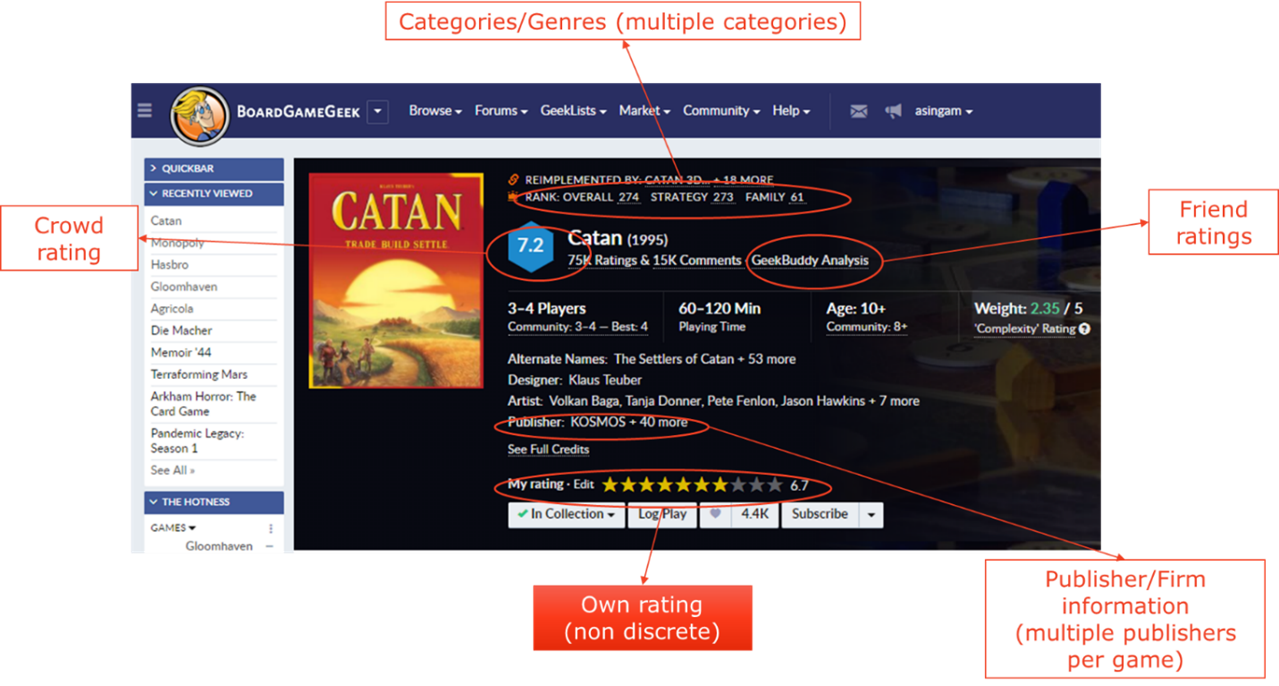 Categories/Genres (multiple categories)
BOARDGAMEGEEK
Browse Forums GeekLists Market Community Help asingam
QUICKBAR
RECENTLY VIEWED
Catan
Monopoly
Hasbro
Gloomhaven
Agricola
Die Macher
Memoir '44
Terraforming Mars
Arkham Horror: The
Card Game
Pandemic Legacy:
Season 1
See All »
THE HOTNESS
GAMES
Gloomhaven
CATAN
TRADE BUILD SETTLE
REIMPLEMENTED BY: CATAN 3D... + 18 MORE
RANK: OVERALL 274 STRATEGY 273 FAMILY 61
7.2
Catan (1995)
75K Ratings & 15K Comments · GeekBuddy Analysis
3–4 Players
Community: 3–4 — Best: 4
60–120 Min
Playing Time
Age: 10+
Community: 8+
Weight: 2.35 / 5
'Complexity' Rating
Alternate Names: The Settlers of Catan + 53 more
Designer: Klaus Teuber
Artist: Volkan Baga, Tanja Donner, Pete Fenlon, Jason Hawkins + 7 more
Publisher: KOSMOS + 40 more
See Full Credits
My rating · Edit 6.7
In Collection Log Play 4.4K Subscribe
Crowd
rating
Friend
ratings
Own rating
(non discrete)
Publisher/Firm
information
(multiple publishers
per game)